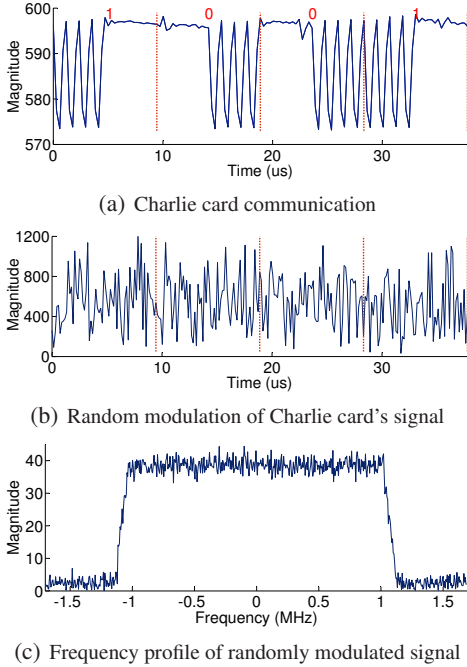 600
590
580
570
Magnitude
1 0 0 1
0 10 20 30
Time (us)
(a) Charlie card communication
1200
800
400
0
Magnitude
0 10 20 30
Time (us)
(b) Random modulation of Charlie card's signal
40
30
20
10
0
Magnitude
-1.5 -1 -0.5 0 0.5 1 1.5
Frequency (MHz)
(c) Frequency profile of randomly modulated signal